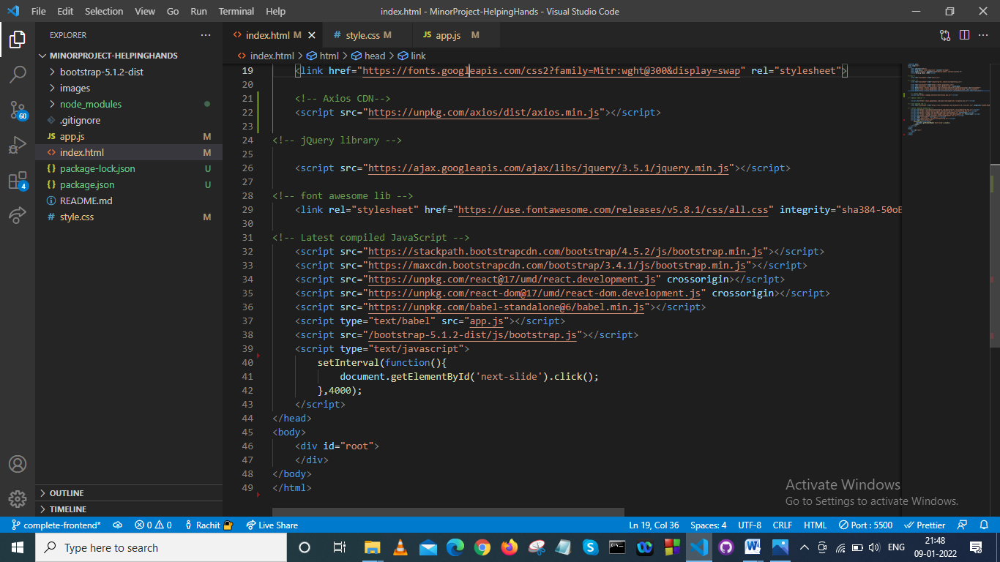 File Edit Selection View Go Run Terminal Help index.html - MinorProject-HelpingHands - Visual Studio Code
EXPLORER
MINORPROJECT-HELPINGHANDS
bootstrap-5.1.2-dist
images
node_modules
.gitignore
JS app.js M
<> index.html M
{} package-lock.json U
{} package.json U
README.md
# style.css M
OUTLINE
TIMELINE
60
4
<> index.html M # style.css M JS app.js M
<> index.html > html > head > link
19 <link href="https://fonts.googleapis.com/css2?family=Mitr:wght@300&display=swap" rel="stylesheet">
20
21 <!-- Axios CDN-->
22 <script src="https://unpkg.com/axios/dist/axios.min.js"></script>
23
24 <!-- jQuery library -->
25
26 <script src="https://ajax.googleapis.com/ajax/libs/jquery/3.5.1/jquery.min.js"></script>
27
28 <!-- font awesome lib -->
29 <link rel="stylesheet" href="https://use.fontawesome.com/releases/v5.8.1/css/all.css" integrity="sha384-50oB
30
31 <!-- Latest compiled JavaScript -->
32 <script src="https://stackpath.bootstrapcdn.com/bootstrap/4.5.2/js/bootstrap.min.js"></script>
33 <script src="https://maxcdn.bootstrapcdn.com/bootstrap/3.4.1/js/bootstrap.min.js"></script>
34 <script src="https://unpkg.com/react@17/umd/react.development.js" crossorigin></script>
35 <script src="https://unpkg.com/react-dom@17/umd/react-dom.development.js" crossorigin></script>
36 <script src="https://unpkg.com/babel-standalone@6/babel.min.js"></script>
37 <script type="text/babel" src="app.js"></script>
38 <script src="/bootstrap-5.1.2-dist/js/bootstrap.js"></script>
39 <script type="text/javascript">
40 setInterval(function(){
41 document.getElementById('next-slide').click();
42 },4000);
43 </script>
44 </head>
45 <body>
46 <div id="root">
47 </div>
48 </body>
49 </html>
Activate Windows
Go to Settings to activate Windows.
complete-frontend* 0 0 Rachit Live Share Ln 19, Col 36 Spaces: 4 UTF-8 CRLF HTML Port : 5500 Prettier
Type here to search ENG 21:48
09-01-2022